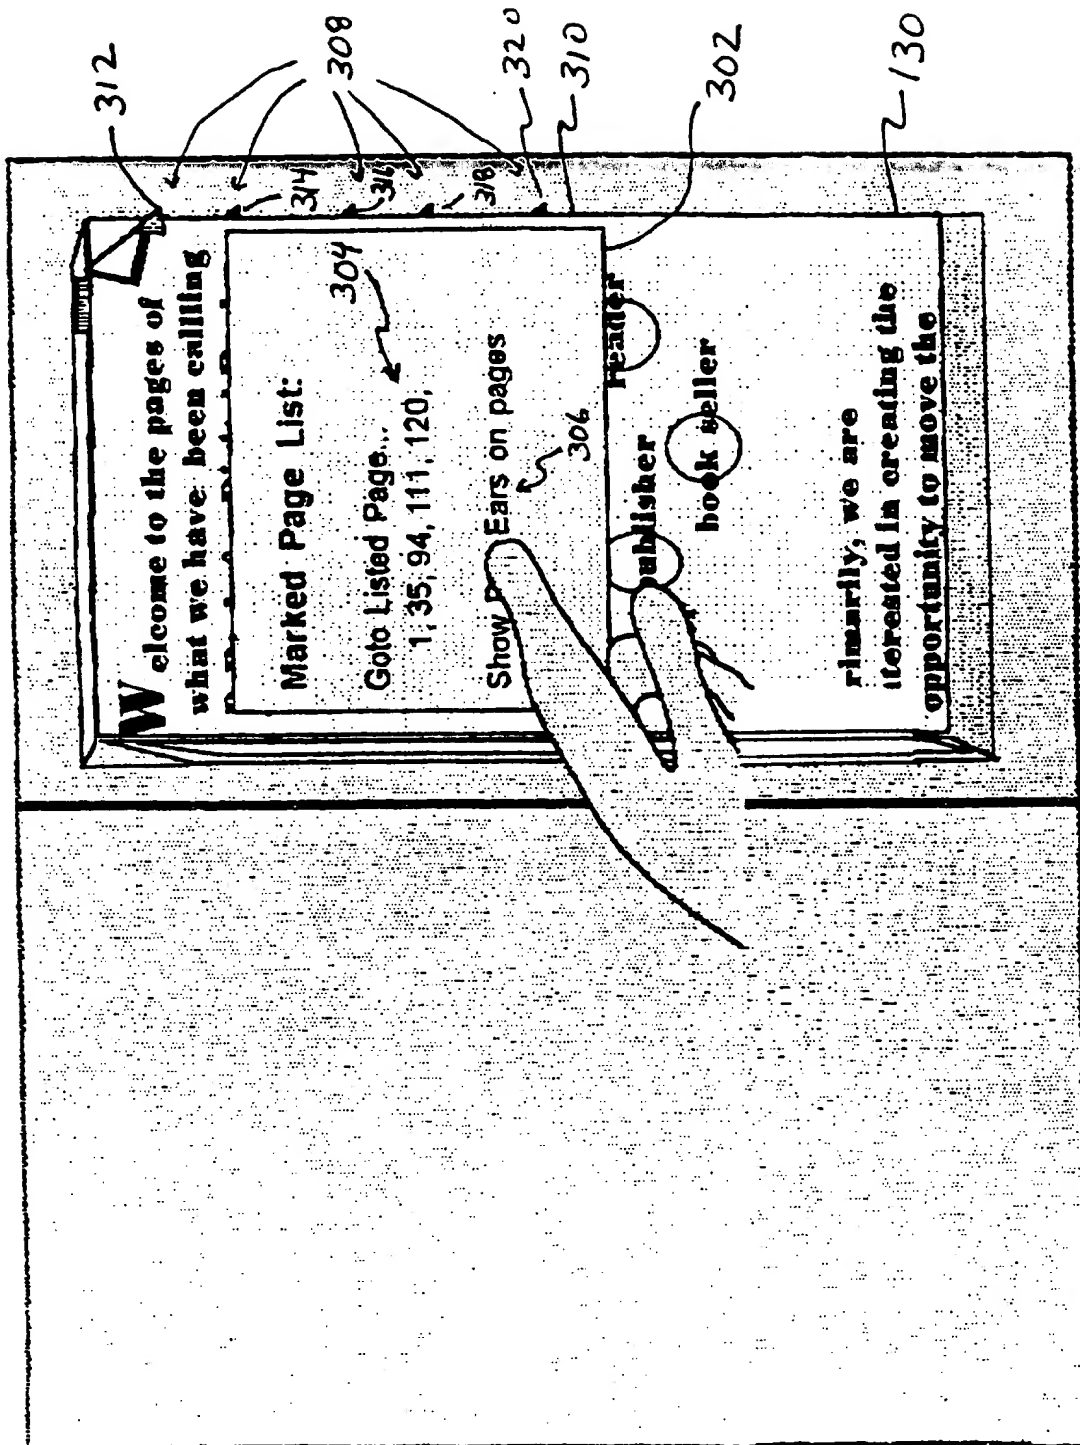 312
308
320
310
302
130
314
316
318
Welcome to the pages of
what we have been calling
Marked Page List:
304
Goto Listed Page...
1, 35, 94, 111, 120,
Show Ears on pages
306
reader
ublisher
book seller
rimarily, we are
terested in creating the
opportunity to move the